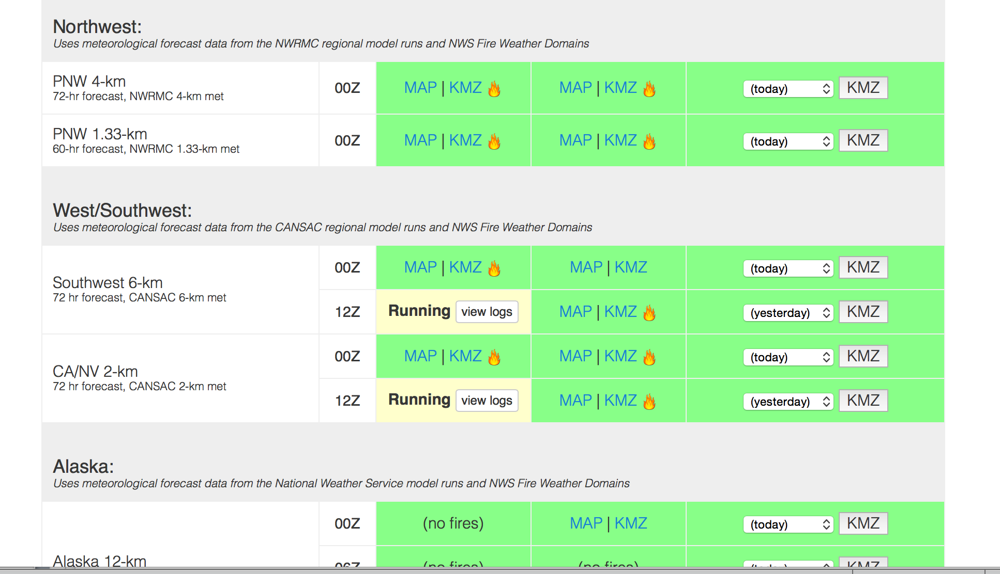 Northwest:
Uses meteorological forecast data from the NWRMC regional model runs and NWS Fire Weather Domains
PNW 4-km
72-hr forecast, NWRMC 4-km met
00Z
MAP | KMZ
MAP | KMZ
(today)
KMZ
PNW 1.33-km
60-hr forecast, NWRMC 1.33-km met
00Z
MAP | KMZ
MAP | KMZ
(today)
KMZ
West/Southwest:
Uses meteorological forecast data from the CANSAC regional model runs and NWS Fire Weather Domains
Southwest 6-km
72 hr forecast, CANSAC 6-km met
00Z
MAP | KMZ
MAP | KMZ
(today)
KMZ
12Z
Running view logs
MAP | KMZ
(yesterday)
KMZ
CA/NV 2-km
72 hr forecast, CANSAC 2-km met
00Z
MAP | KMZ
MAP | KMZ
(today)
KMZ
12Z
Running view logs
MAP | KMZ
(yesterday)
KMZ
Alaska:
Uses meteorological forecast data from the National Weather Service model runs and NWS Fire Weather Domains
Alaska 12-km
00Z
(no fires)
MAP | KMZ
(today)
KMZ
06Z
(no fires)
(no fires)
(today)
KMZ